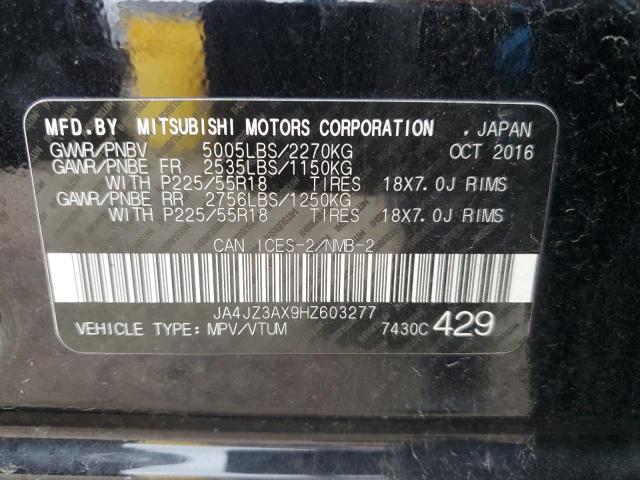 MFD.BY MITSUBISHI MOTORS CORPORATION , JAPAN
GVWR/PNBV 5005LBS/2270KG OCT 2016
GAWR/PNBE FR 2535LBS/1150KG
WITH P225/55R18 TIRES 18X7.0J RIMS
GAWR/PNBE RR 2756LBS/1250KG
WITH P225/55R18 TIRES 18X7.0J RIMS
CAN ICES-2/NMB-2
JA4JZ3AX9HZ603277
VEHICLE TYPE: MPV/VTUM 7430C 429